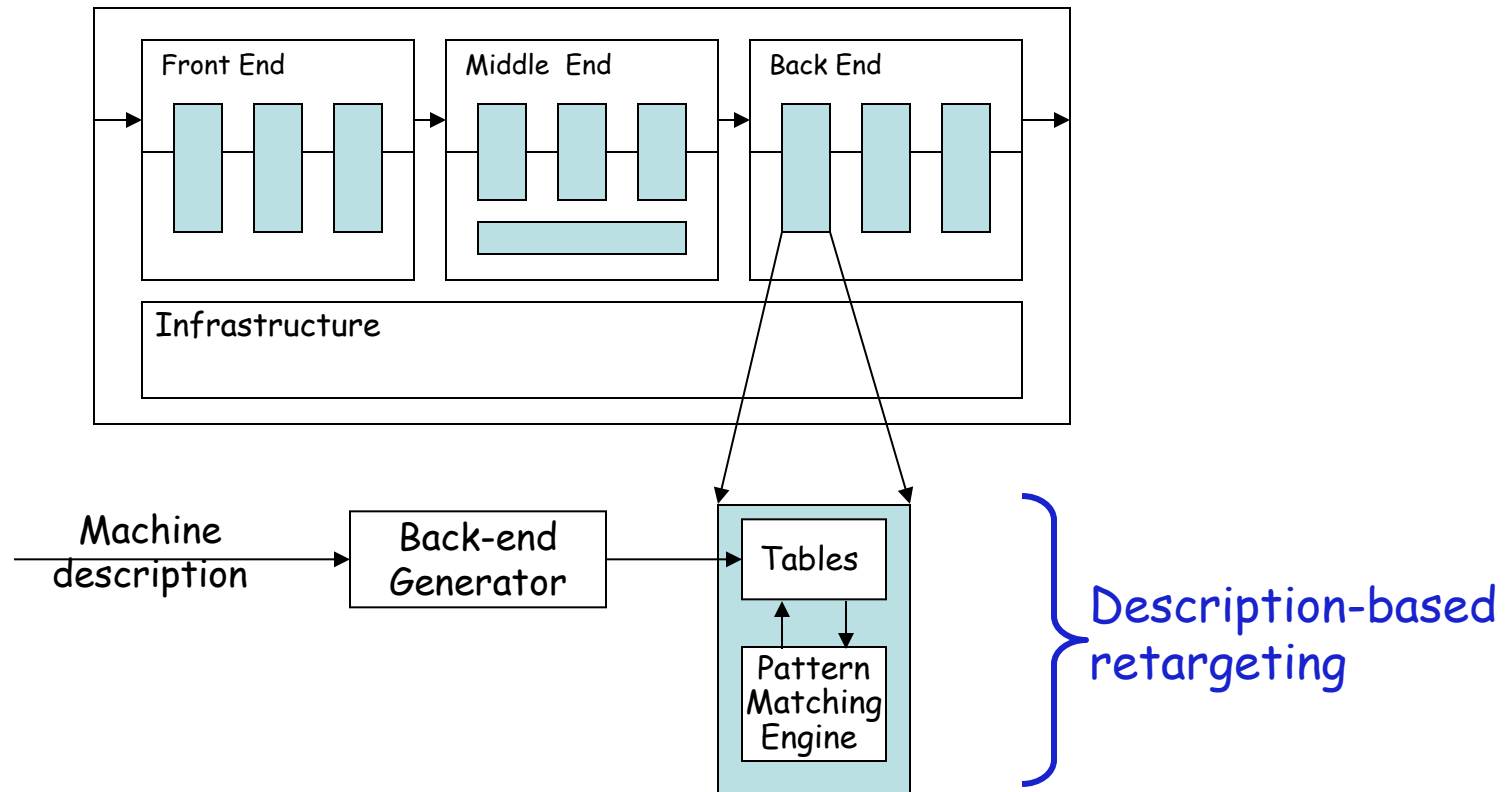 Front End
Middle End
Back End
Infrastructure
Machine
description
Back-end
Generator
Tables
Pattern
Matching
Engine
Description-based
retargeting